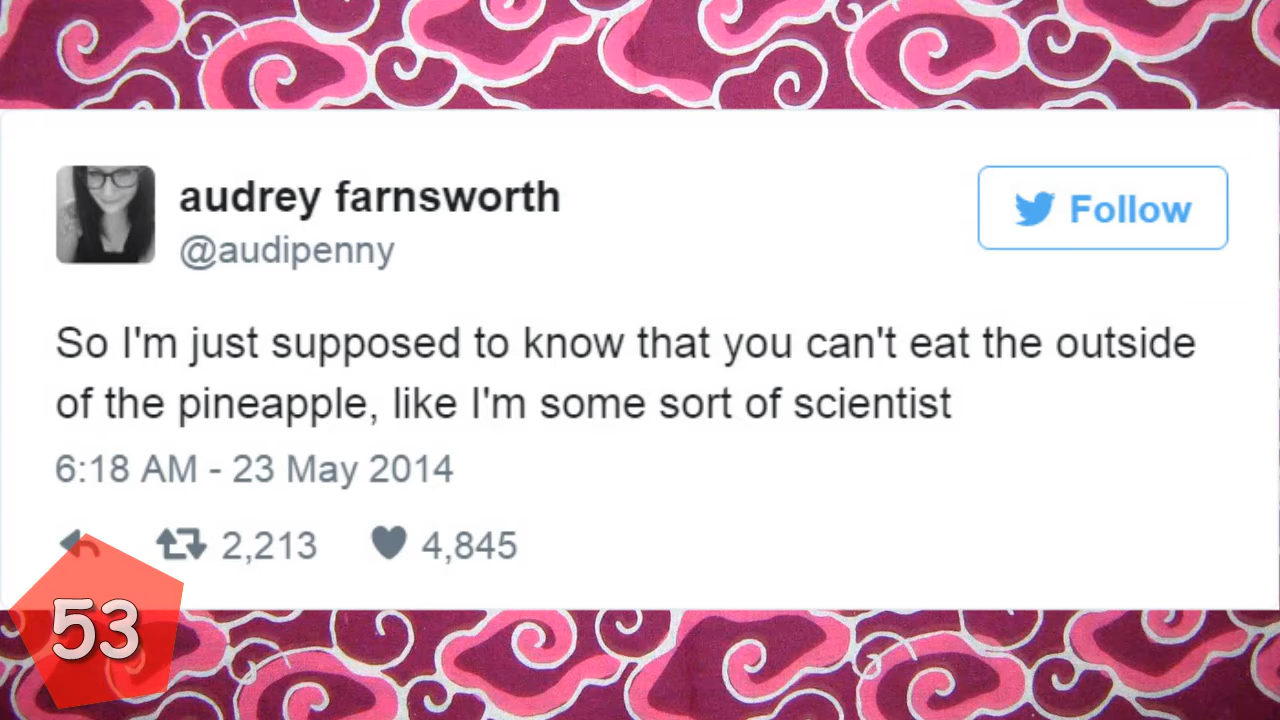 audrey farnsworth
@audipenny
Follow
So I'm just supposed to know that you can't eat the outside
of the pineapple, like I'm some sort of scientist
6:18 AM - 23 May 2014
2,213 4,845
53